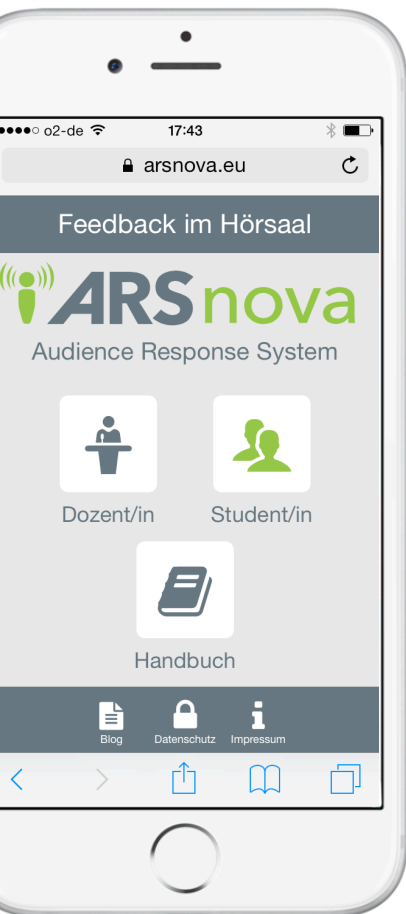 o2-de 17:43
arsnova.eu
Feedback im Hörsaal
ARSnova
Audience Response System
Dozent/in Student/in
Handbuch
Blog Datenschutz Impressum